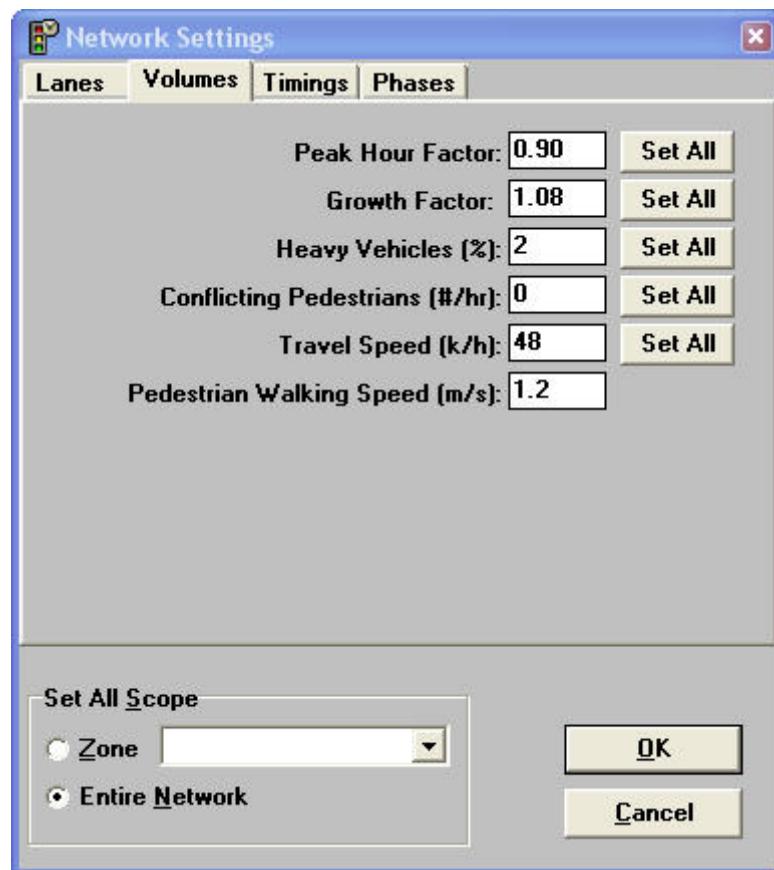 Network Settings
Lanes Volumes Timings Phases
Peak Hour Factor: 0.90 Set All
Growth Factor: 1.08 Set All
Heavy Vehicles (%): 2 Set All
Conflicting Pedestrians (#/hr): 0 Set All
Travel Speed (k/h): 48 Set All
Pedestrian Walking Speed (m/s): 1.2
Set All Scope
Zone
Entire Network
OK
Cancel